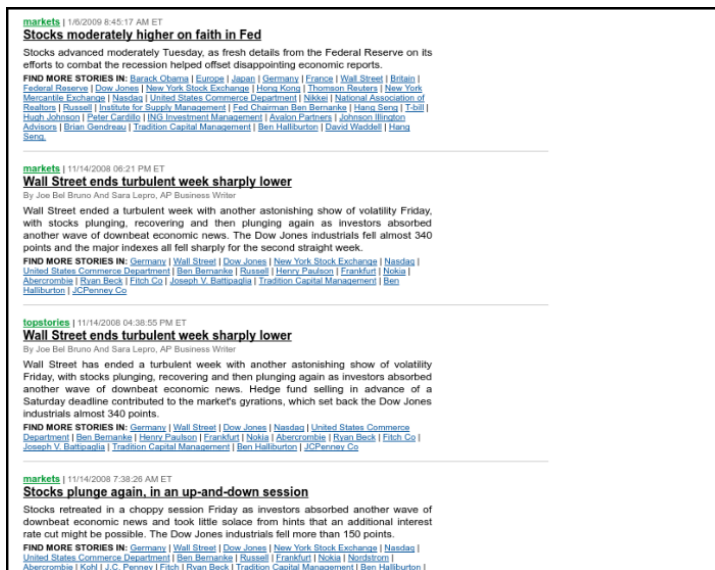 markets | 1/6/2009 8:45:17 AM ET
Stocks moderately higher on faith in Fed
Stocks advanced moderately Tuesday, as fresh details from the Federal Reserve on its
efforts to combat the recession helped offset disappointing economic reports.
FIND MORE STORIES IN: Barack Obama | Europe | Japan | Germany | France | Wall Street | Britain |
Federal Reserve | Dow Jones | New York Stock Exchange | Hong Kong | Thomson Reuters | New York
Mercantile Exchange | Nasdaq | United States Commerce Department | Nikkei | National Association of
Realtors | Russell | Institute for Supply Management | Fed Chairman Ben Bernanke | Hang Seng | T-bill |
Hugh Johnson | Peter Cardillo | ING Investment Management | Avalon Partners | Johnson Illington
Advisors | Brian Gendreau | Tradition Capital Management | Ben Halliburton | David Waddell | Hang
Seng.
markets | 11/14/2008 06:21 PM ET
Wall Street ends turbulent week sharply lower
By Joe Bel Bruno And Sara Lepro, AP Business Writer
Wall Street ended a turbulent week with another astonishing show of volatility Friday,
with stocks plunging, recovering and then plunging again as investors absorbed
another wave of downbeat economic news. The Dow Jones industrials fell almost 340
points and the major indexes all fell sharply for the second straight week.
FIND MORE STORIES IN: Germany | Wall Street | Dow Jones | New York Stock Exchange | Nasdaq |
United States Commerce Department | Ben Bernanke | Russell | Henry Paulson | Frankfurt | Nokia |
Abercrombie | Ryan Beck | Fitch Co | Joseph V. Battipaglia | Tradition Capital Management | Ben
Halliburton | JCPenney Co
topstories | 11/14/2008 04:38:55 PM ET
Wall Street ends turbulent week sharply lower
By Joe Bel Bruno And Sara Lepro, AP Business Writer
Wall Street has ended a turbulent week with another astonishing show of volatility
Friday, with stocks plunging, recovering and then plunging again as investors absorbed
another wave of downbeat economic news. Hedge fund selling in advance of a
Saturday deadline contributed to the market's gyrations, which set back the Dow Jones
industrials almost 340 points.
FIND MORE STORIES IN: Germany | Wall Street | Dow Jones | Nasdaq | United States Commerce
Department | Ben Bernanke | Henry Paulson | Frankfurt | Nokia | Abercrombie | Ryan Beck | Fitch Co |
Joseph V. Battipaglia | Tradition Capital Management | Ben Halliburton | JCPenney Co
markets | 11/14/2008 7:38:26 AM ET
Stocks plunge again, in an up-and-down session
Stocks retreated in a choppy session Friday as investors absorbed another wave of
downbeat economic news and took little solace from hints that an additional interest
rate cut might be possible. The Dow Jones industrials fell more than 150 points.
FIND MORE STORIES IN: Germany | Wall Street | Dow Jones | New York Stock Exchange | Nasdaq |
United States Commerce Department | Ben Bernanke | Russell | Frankfurt | Nokia | Nordstrom |
Abercrombie | Kohl | J.C. Penney | Fitch | Ryan Beck | Tradition Capital Management | Ben Halliburton |